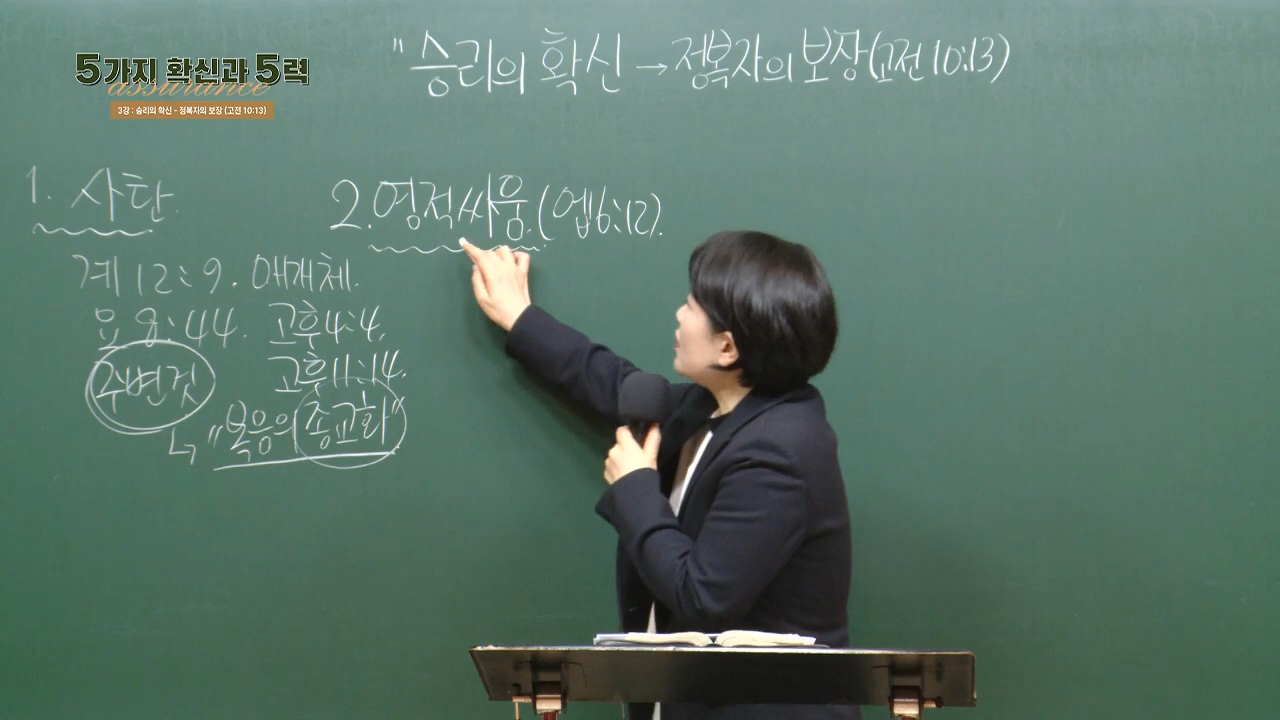 5가지 확신과 5력
assurance
3강 : 승리의 확신 - 정복자의 보장 (고전 10:13)
"승리의 확신 → 정복자의 보장(고전 10:13)
1. 사탄
계 12:9. 매개체.
요 8:44. 고후4:4.
주변것 고후11:14.
↳ "복음의 종교화"
2. 영적싸움. (엡6:12).